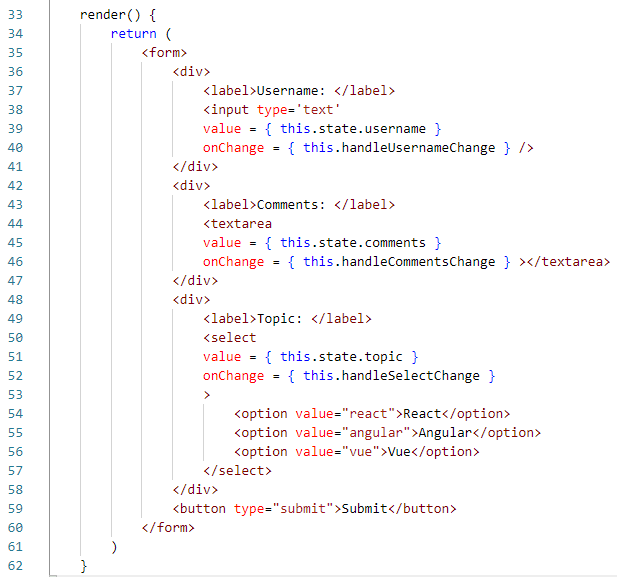 33 render() {
34 return (
35 <form>
36 <div>
37 <label>Username: </label>
38 <input type='text'
39 value = { this.state.username }
40 onChange = { this.handleUsernameChange } />
41 </div>
42 <div>
43 <label>Comments: </label>
44 <textarea
45 value = { this.state.comments }
46 onChange = { this.handleCommentsChange } ></textarea>
47 </div>
48 <div>
49 <label>Topic: </label>
50 <select
51 value = { this.state.topic }
52 onChange = { this.handleSelectChange }
53 >
54 <option value="react">React</option>
55 <option value="angular">Angular</option>
56 <option value="vue">Vue</option>
57 </select>
58 </div>
59 <button type="submit">Submit</button>
60 </form>
61 )
62 }